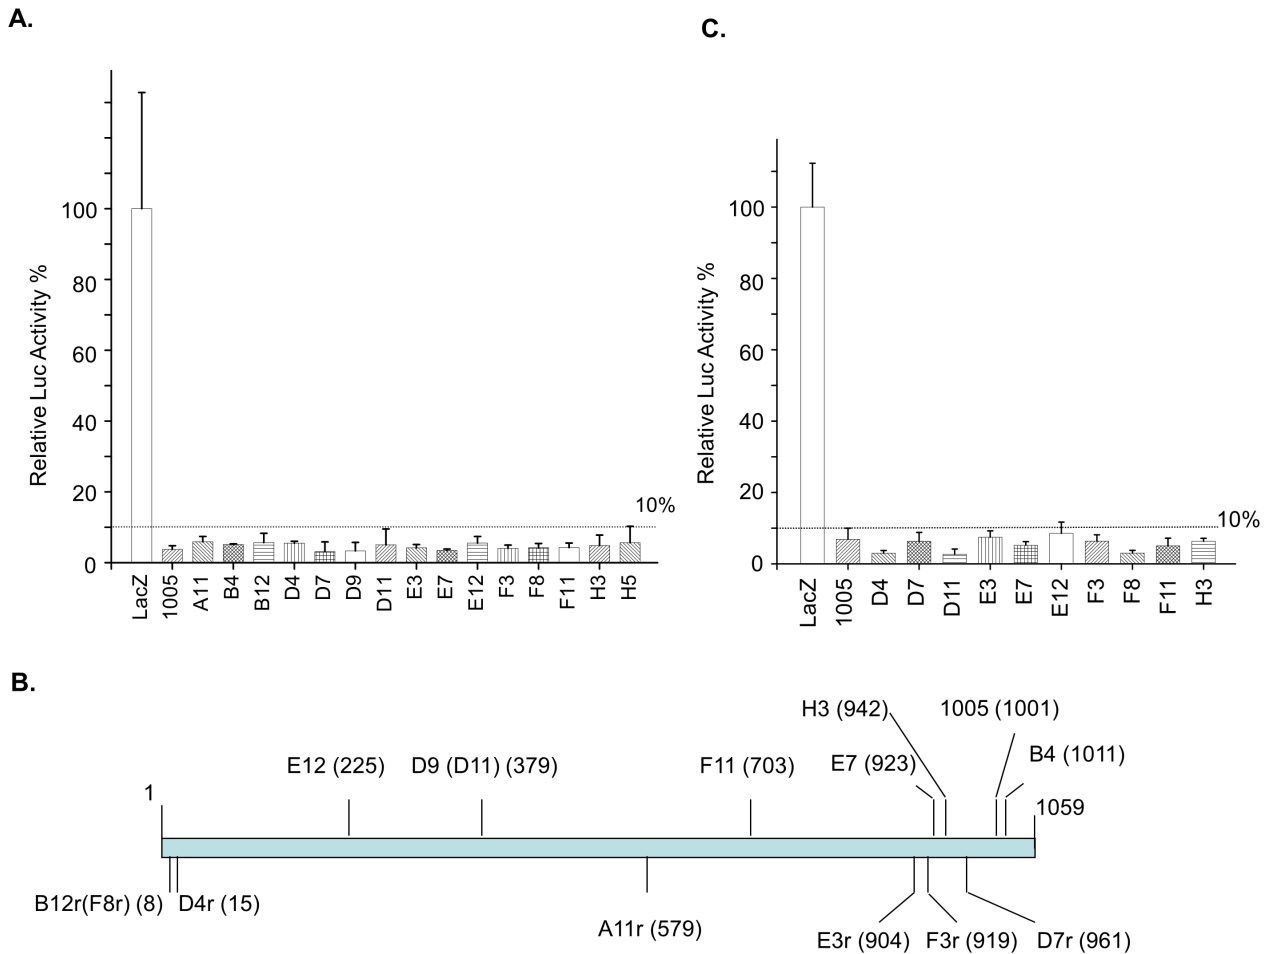 A.
Relative Luc Activity %
100
80
60
40
20
0
10%
LacZ 1005 A11 B4 B12 D4 D7 D9 D11 E3 E7 E12 F3 F8 F11 H3 H5
C.
Relative Luc Activity %
100
80
60
40
20
0
10%
LacZ 1005 D4 D7 D11 E3 E7 E12 F3 F8 F11 H3
B.
H3 (942) 1005 (1001)
E12 (225) D9 (D11) (379) F11 (703) E7 (923) B4 (1011)
1 1059
B12r(F8r) (8) D4r (15)
A11r (579) E3r (904) F3r (919) D7r (961)